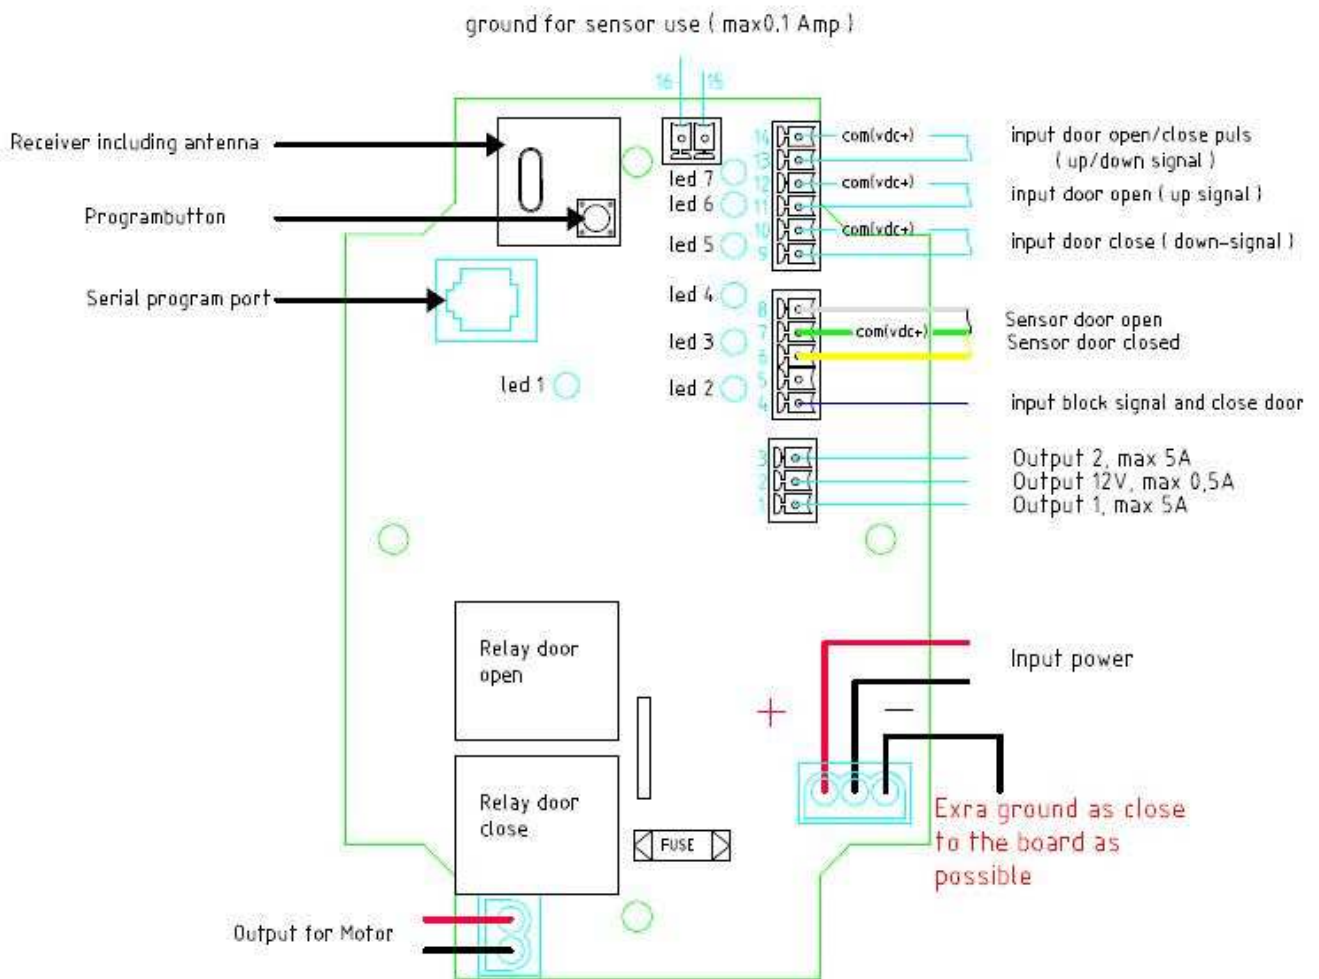 ground for sensor use ( max0.1 Amp )
16 15
Receiver including antenna
Programbutton
Serial program port
led 7
led 6
led 5
led 4
led 3
led 2
led 1
14 com(vdc+)
13
12 com(vdc+)
11
10 com(vdc+)
9
input door open/close puls
( up/down signal )
input door open ( up signal )
input door close ( down-signal )
8
7 com(vdc+)
6
5
4
Sensor door open
Sensor door closed
input block signal and close door
3
2
1
Output 2, max 5A
Output 12V, max 0,5A
Output 1, max 5A
Relay door
open
Relay door
close
FUSE
+ −
Input power
Exra ground as close
to the board as
possible
Output for Motor